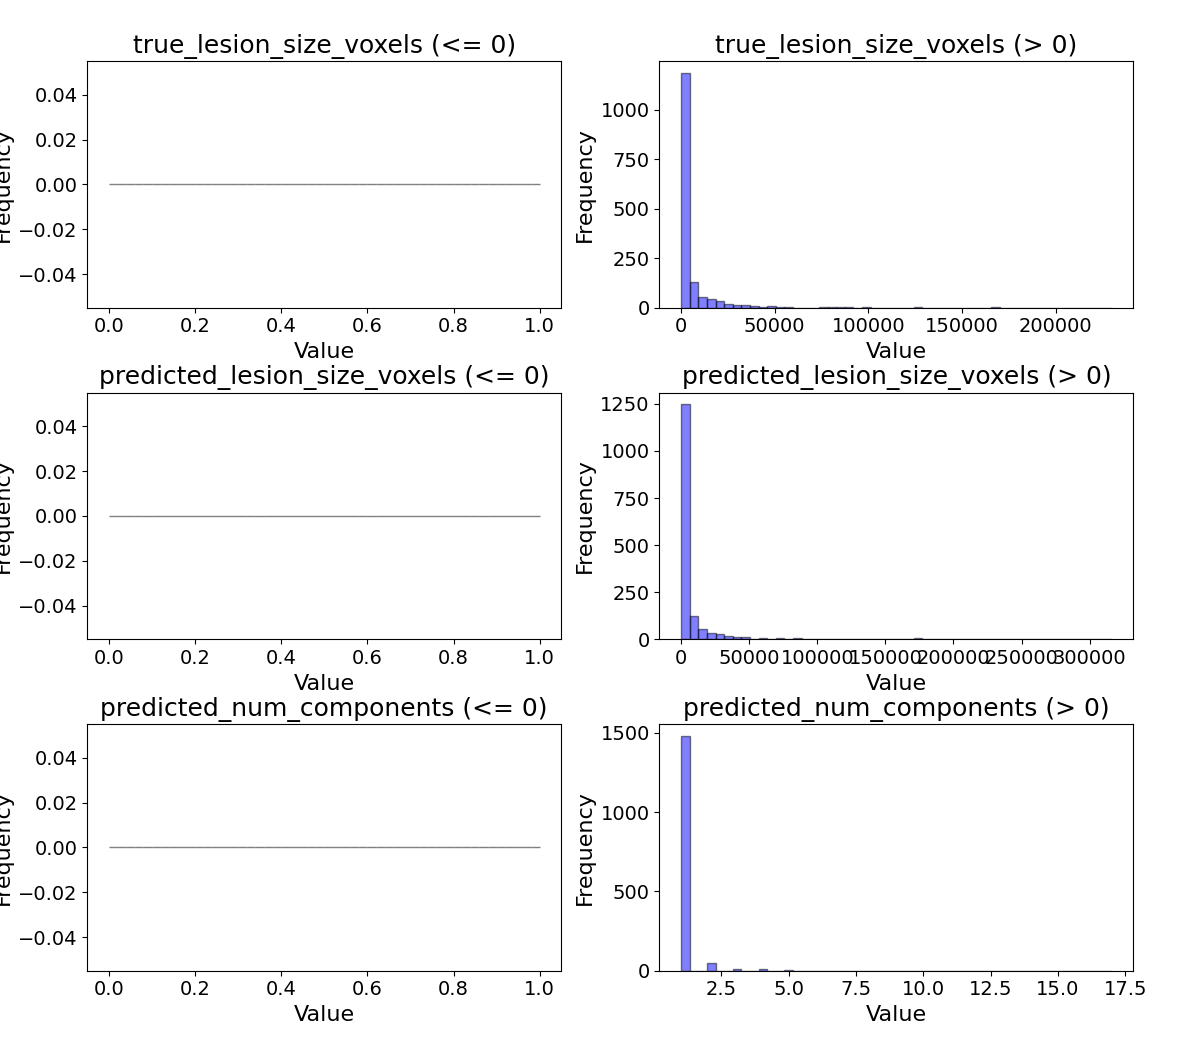 true_lesion_size_voxels (<= 0)
Frequency
0.04
0.02
0.00
−0.02
−0.04
0.0 0.2 0.4 0.6 0.8 1.0
Value
true_lesion_size_voxels (> 0)
Frequency
1000
750
500
250
0
0 50000 100000 150000 200000
Value
predicted_lesion_size_voxels (<= 0)
Frequency
0.04
0.02
0.00
−0.02
−0.04
0.0 0.2 0.4 0.6 0.8 1.0
Value
predicted_lesion_size_voxels (> 0)
Frequency
1250
1000
750
500
250
0
0 50000 100000 150000 200000 250000 300000
Value
predicted_num_components (<= 0)
Frequency
0.04
0.02
0.00
−0.02
−0.04
0.0 0.2 0.4 0.6 0.8 1.0
Value
predicted_num_components (> 0)
Frequency
1500
1000
500
0
2.5 5.0 7.5 10.0 12.5 15.0 17.5
Value